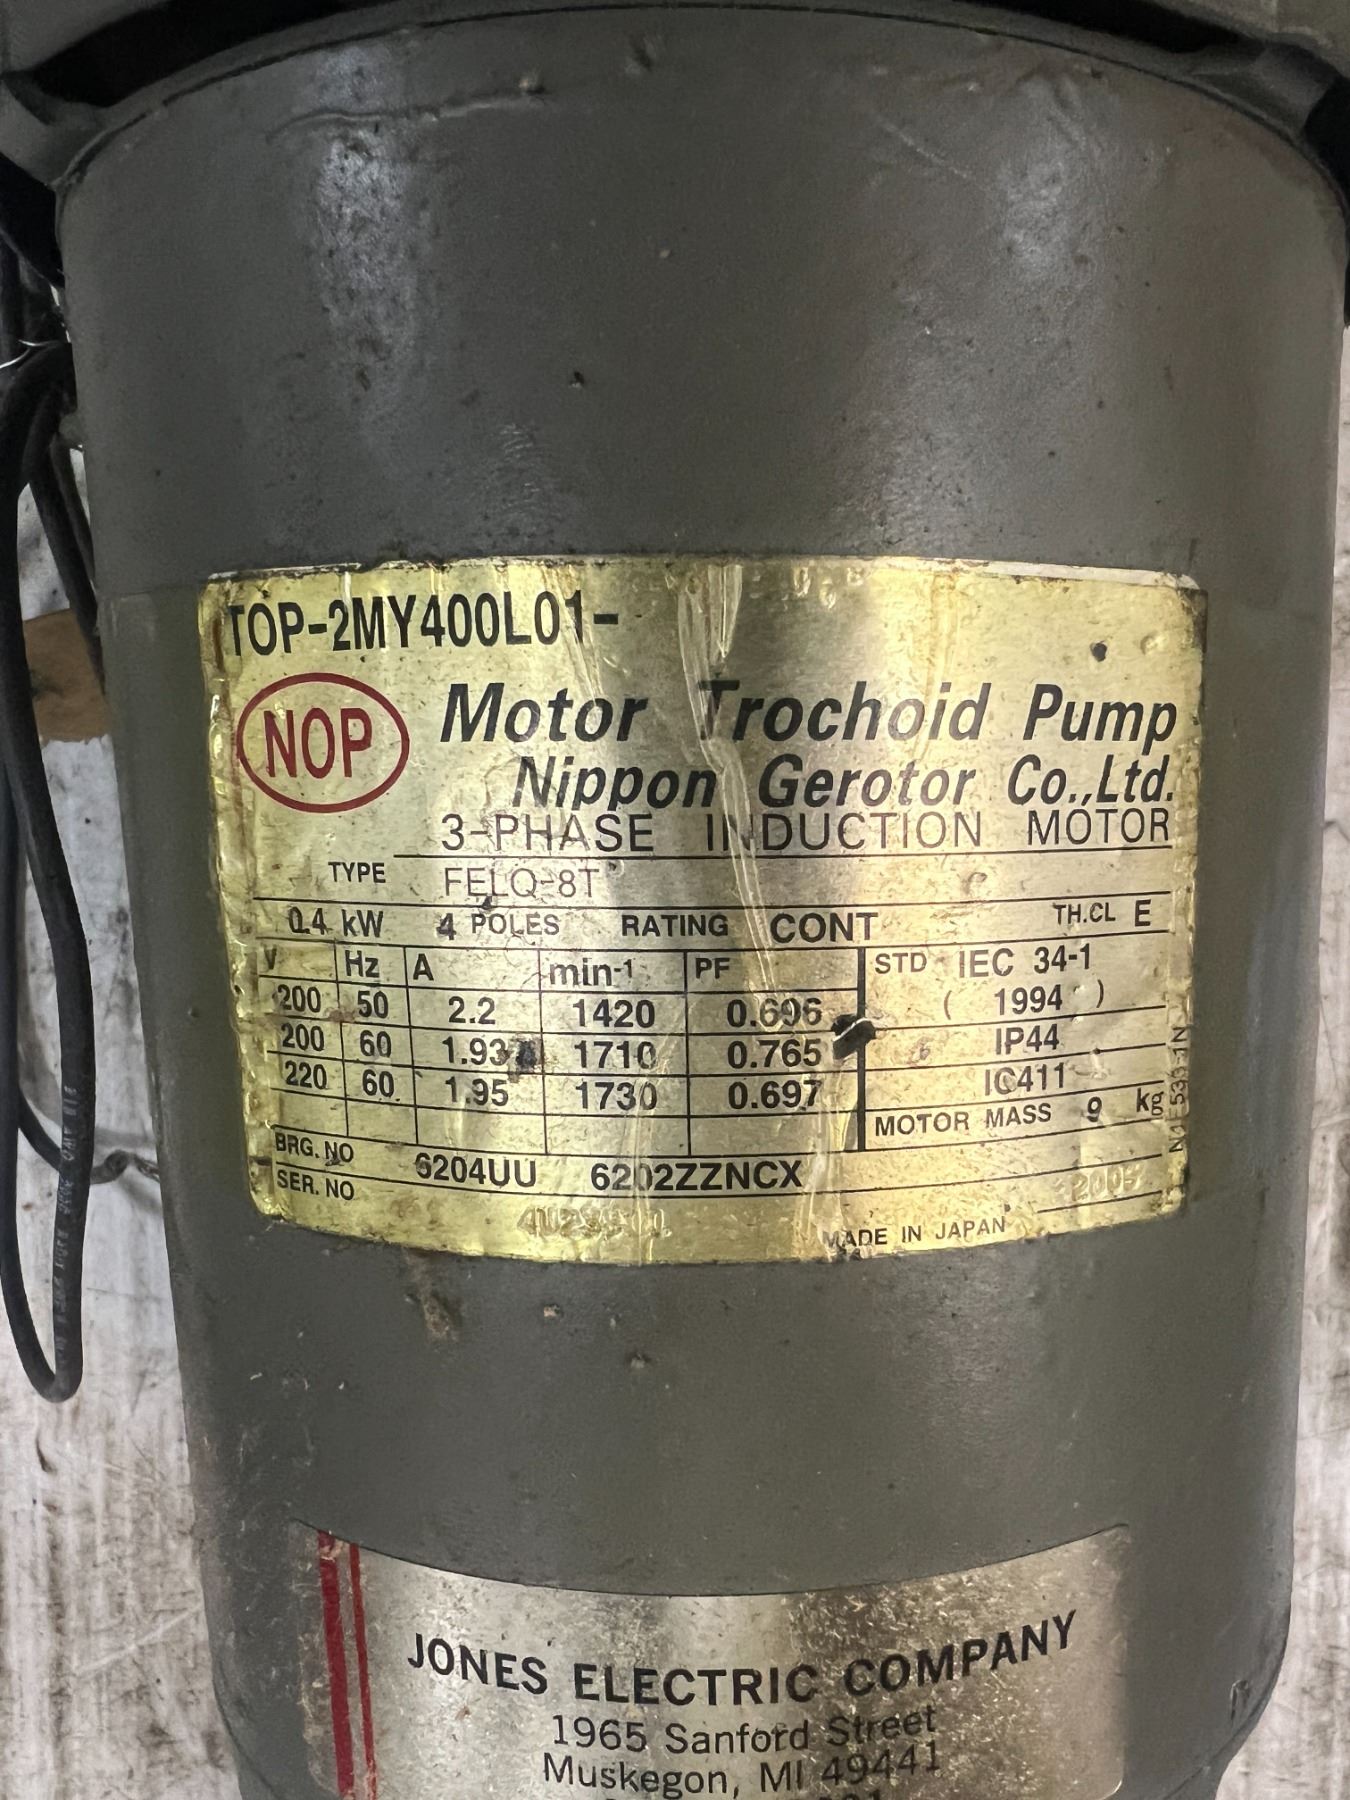 TOP-2MY400L01-
NOP
Motor Trochoid Pump
Nippon Gerotor Co.,Ltd.
3-PHASE INDUCTION MOTOR
TYPE FELQ-8T
0.4 kW 4 POLES RATING CONT TH.CL E
V Hz A min-1 PF STD IEC 34-1
200 50 2.2 1420 0.696 ( 1994 )
200 60 1.93 1710 0.765 IP44
220 60 1.95 1730 0.697 IC411
MOTOR MASS 9 kg
BRG. NO 6204UU 6202ZZNCX
SER. NO
MADE IN JAPAN
JONES ELECTRIC COMPANY
1965 Sanford Street
Muskegon, MI 49441